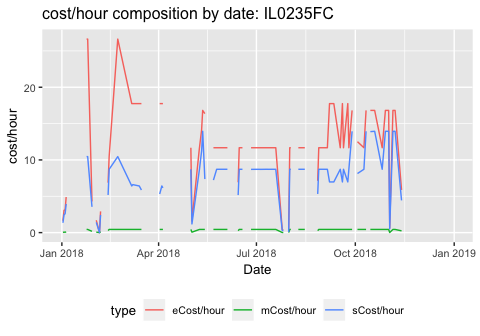 cost/hour composition by date: IL0235FC
cost/hour
20
10
0
Jan 2018 Apr 2018 Jul 2018 Oct 2018 Jan 2019
Date
type eCost/hour mCost/hour sCost/hour